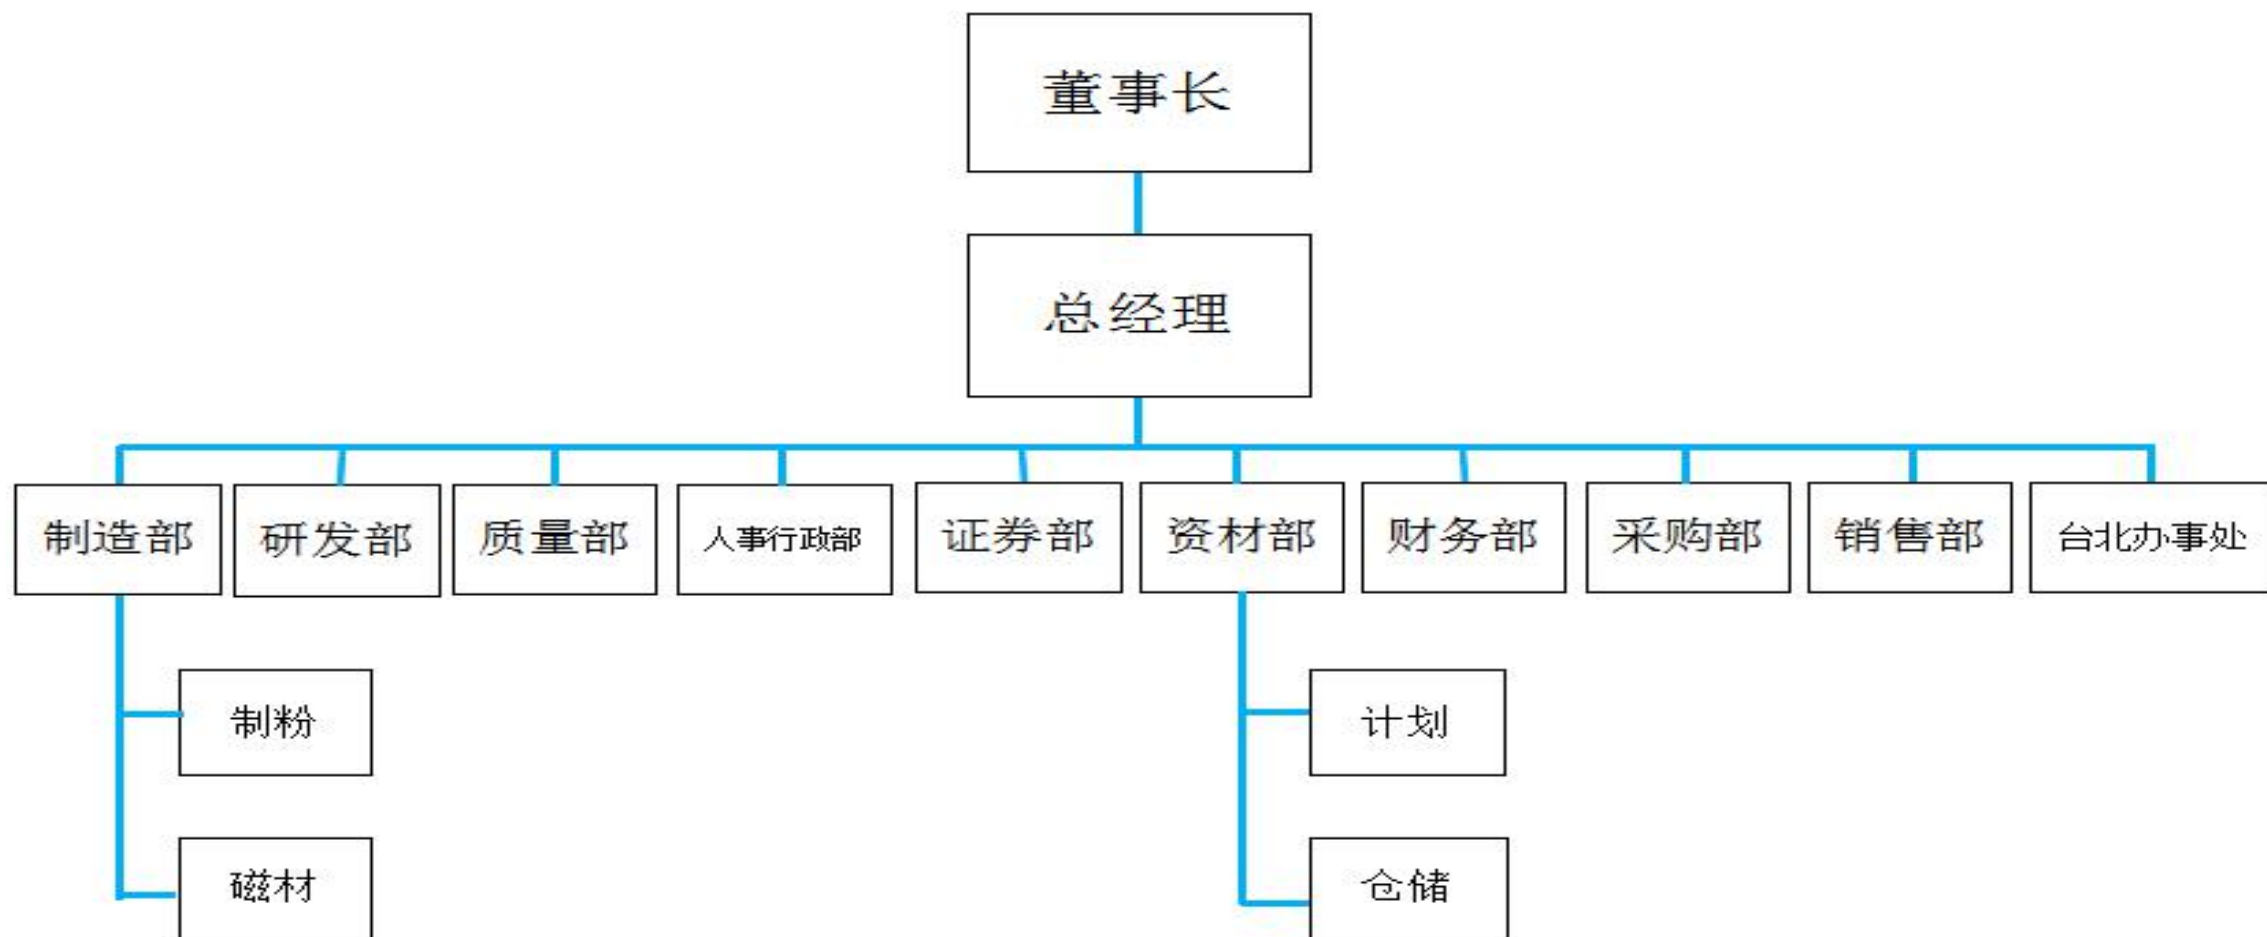 董事长
总经理
制造部
研发部
质量部
人事行政部
证券部
资材部
财务部
采购部
销售部
台北办事处
制粉
计划
磁材
仓储